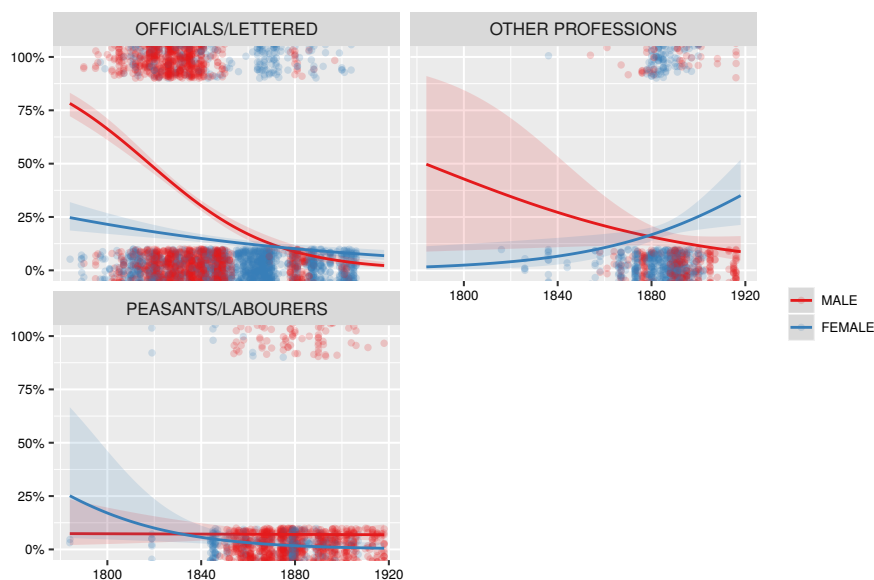 OFFICIALS/LETTERED
OTHER PROFESSIONS
100%
75%
50%
25%
0%
1800 1840 1880 1920
PEASANTS/LABOURERS
100%
75%
50%
25%
0%
1800 1840 1880 1920
MALE
FEMALE